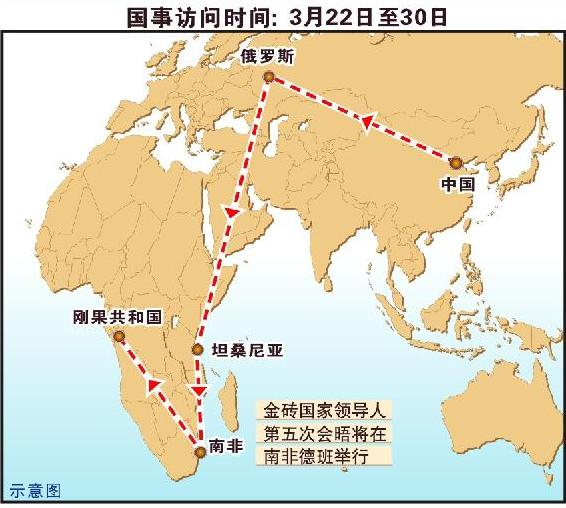 国事访问时间: 3月22日至30日
俄罗斯
中国
刚果共和国
坦桑尼亚
金砖国家领导人
第五次会晤将在
南非德班举行
南非
示意图